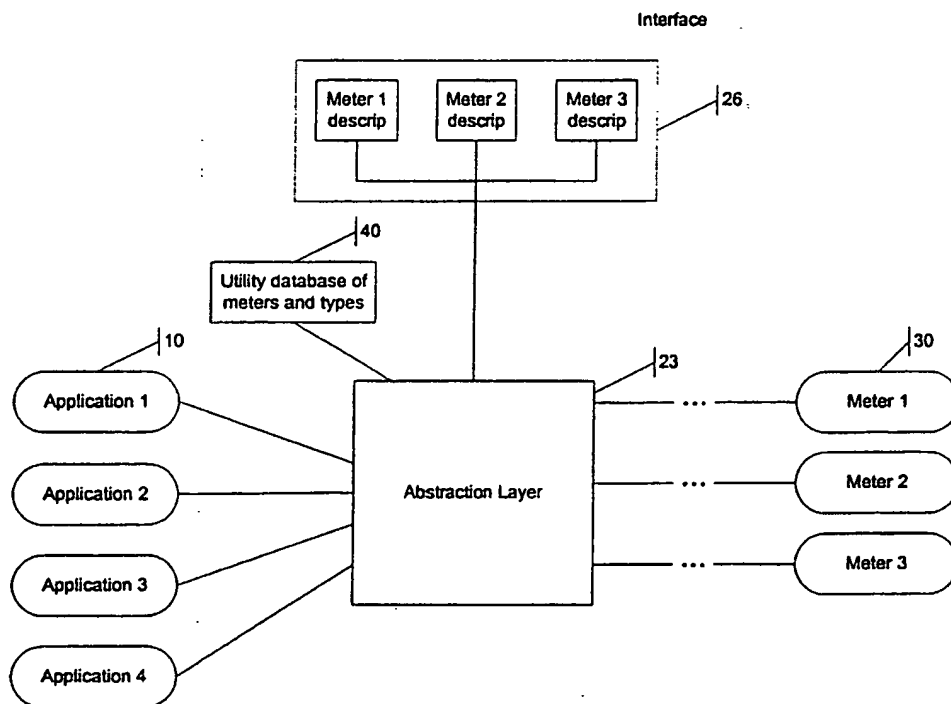 Interface
Meter 1
descrip
Meter 2
descrip
Meter 3
descrip
26
40
Utility database of
meters and types
10
23
30
Application 1
Application 2
Application 3
Application 4
Abstraction Layer
...
Meter 1
...
Meter 2
...
Meter 3